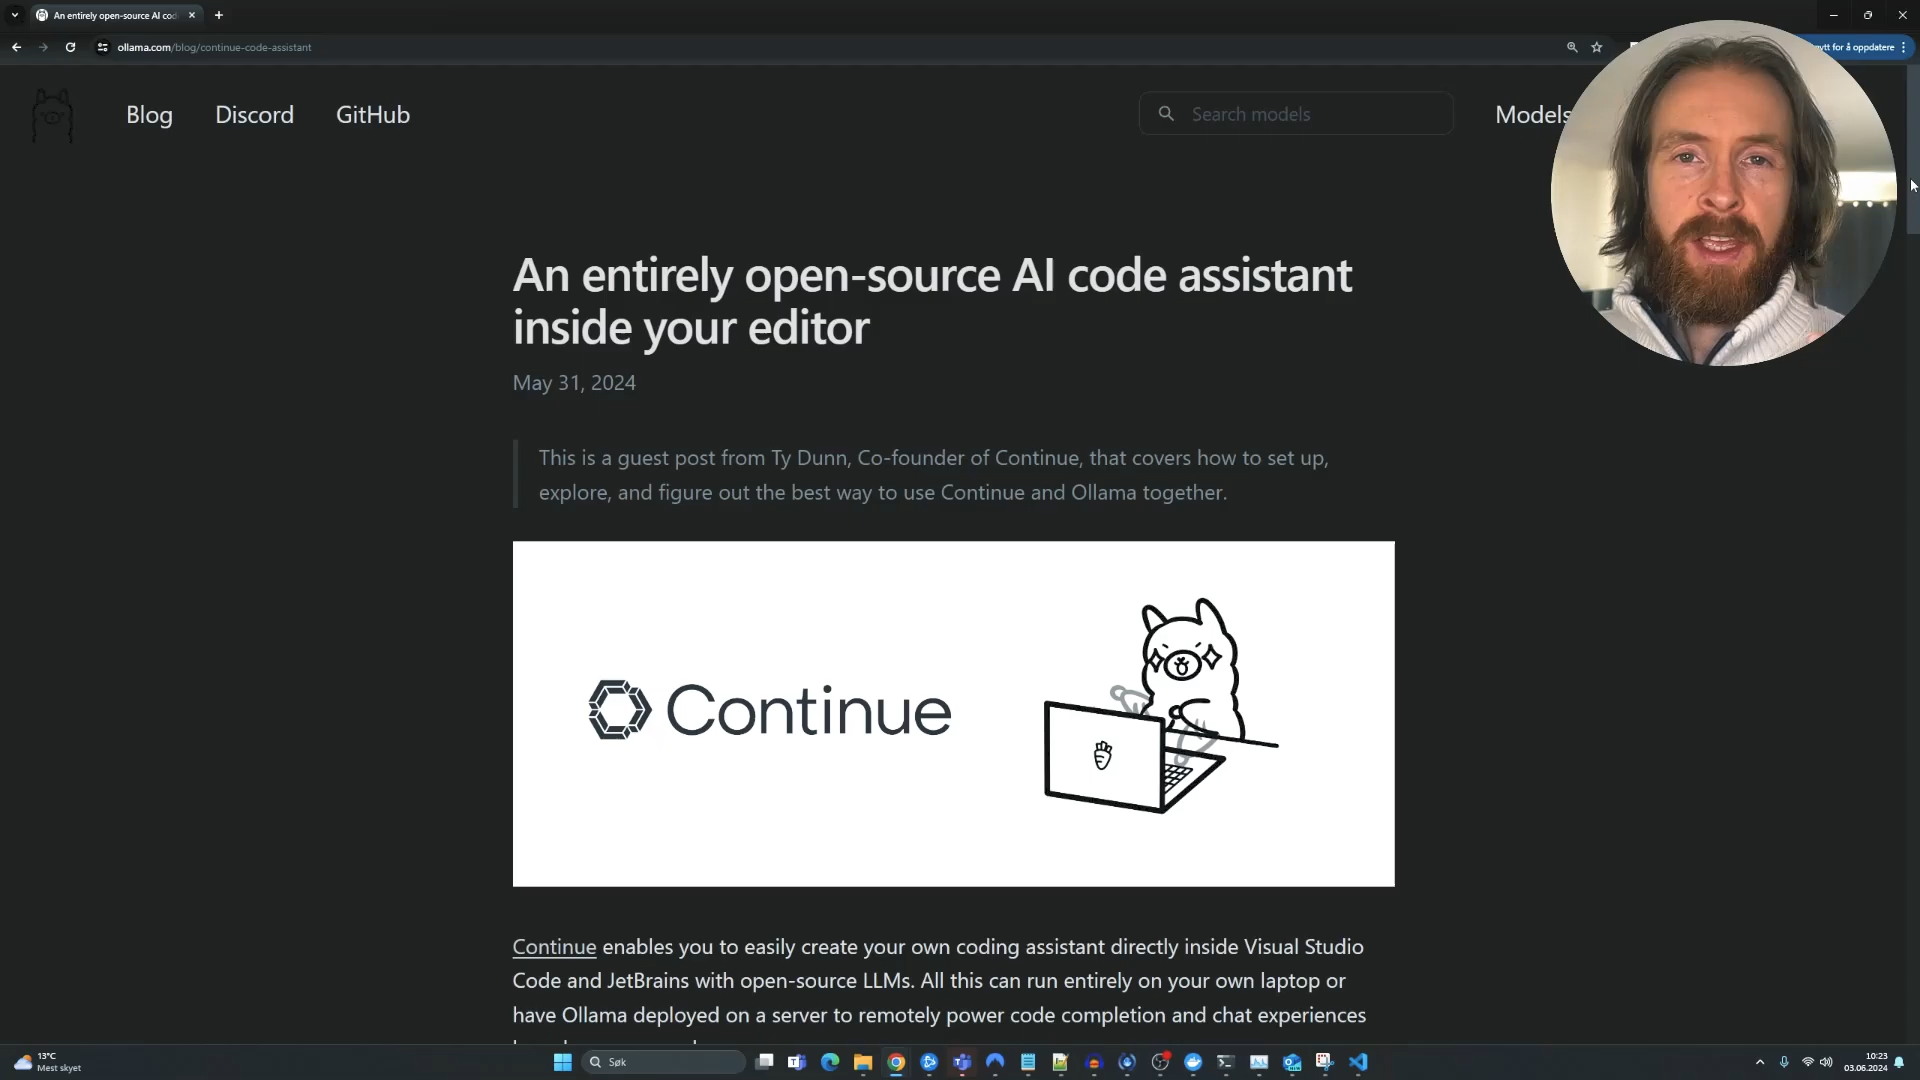 An entirely open-source AI cod
ollama.com/blog/continue-code-assistant
ytt for å oppdatere
Blog
Discord
GitHub
Search models
Models
An entirely open-source AI code assistant
inside your editor
May 31, 2024
This is a guest post from Ty Dunn, Co-founder of Continue, that covers how to set up,
explore, and figure out the best way to use Continue and Ollama together.
Continue
Continue enables you to easily create your own coding assistant directly inside Visual Studio
Code and JetBrains with open-source LLMs. All this can run entirely on your own laptop or
have Ollama deployed on a server to remotely power code completion and chat experiences
13°C
Mest skyet
Søk
10:23
03.06.2024